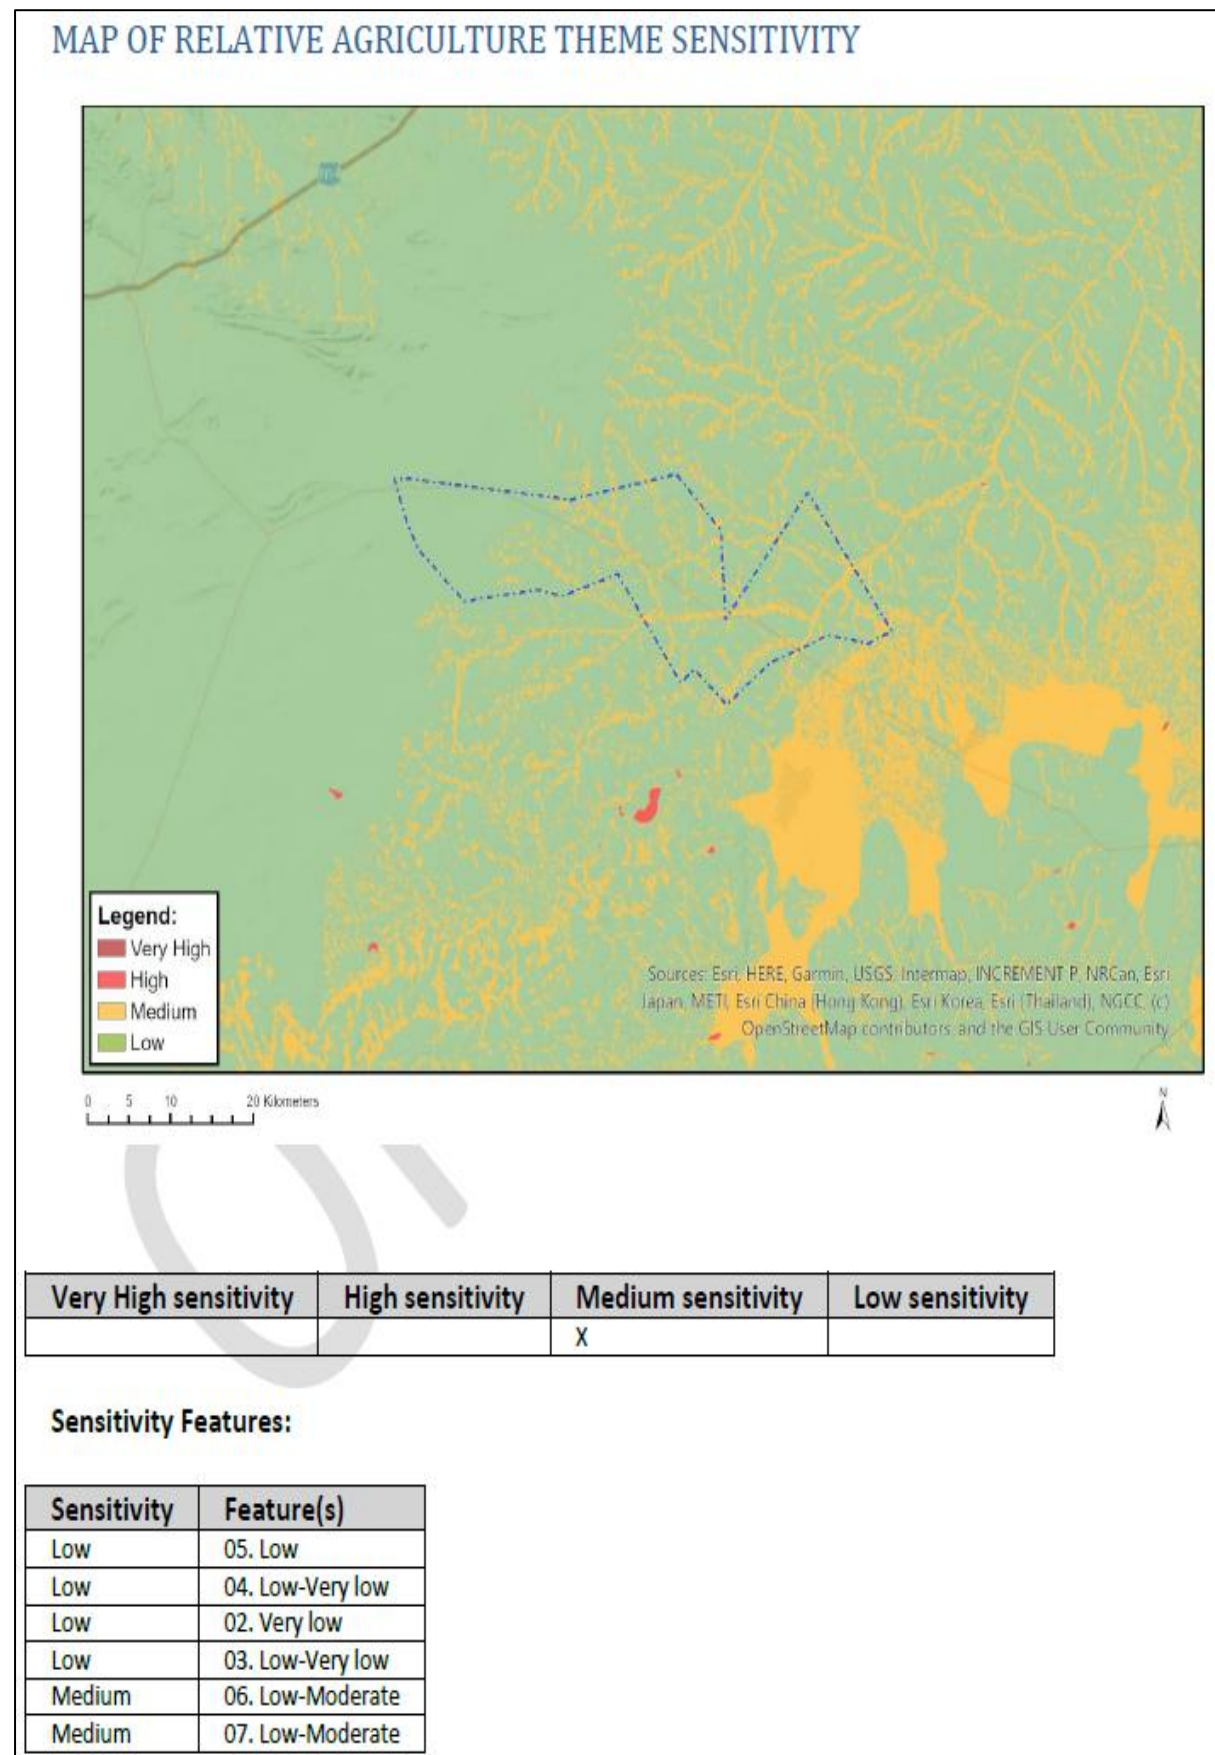 MAP OF RELATIVE AGRICULTURE THEME SENSITIVITY
Legend:
Very High
High
Medium
Low
Sources: Esri, HERE, Garmin, USGS, Intermap, INCREMENT P, NRCan, Esri
Japan, METI, Esri China (Hong Kong), Esri Korea, Esri (Thailand), NGCC, (c)
OpenStreetMap contributors, and the GIS User Community
0 5 10 20 Kilometers
N
Very High sensitivity High sensitivity Medium sensitivity Low sensitivity
X
Sensitivity Features:
Sensitivity Feature(s)
Low 05. Low
Low 04. Low-Very low
Low 02. Very low
Low 03. Low-Very low
Medium 06. Low-Moderate
Medium 07. Low-Moderate